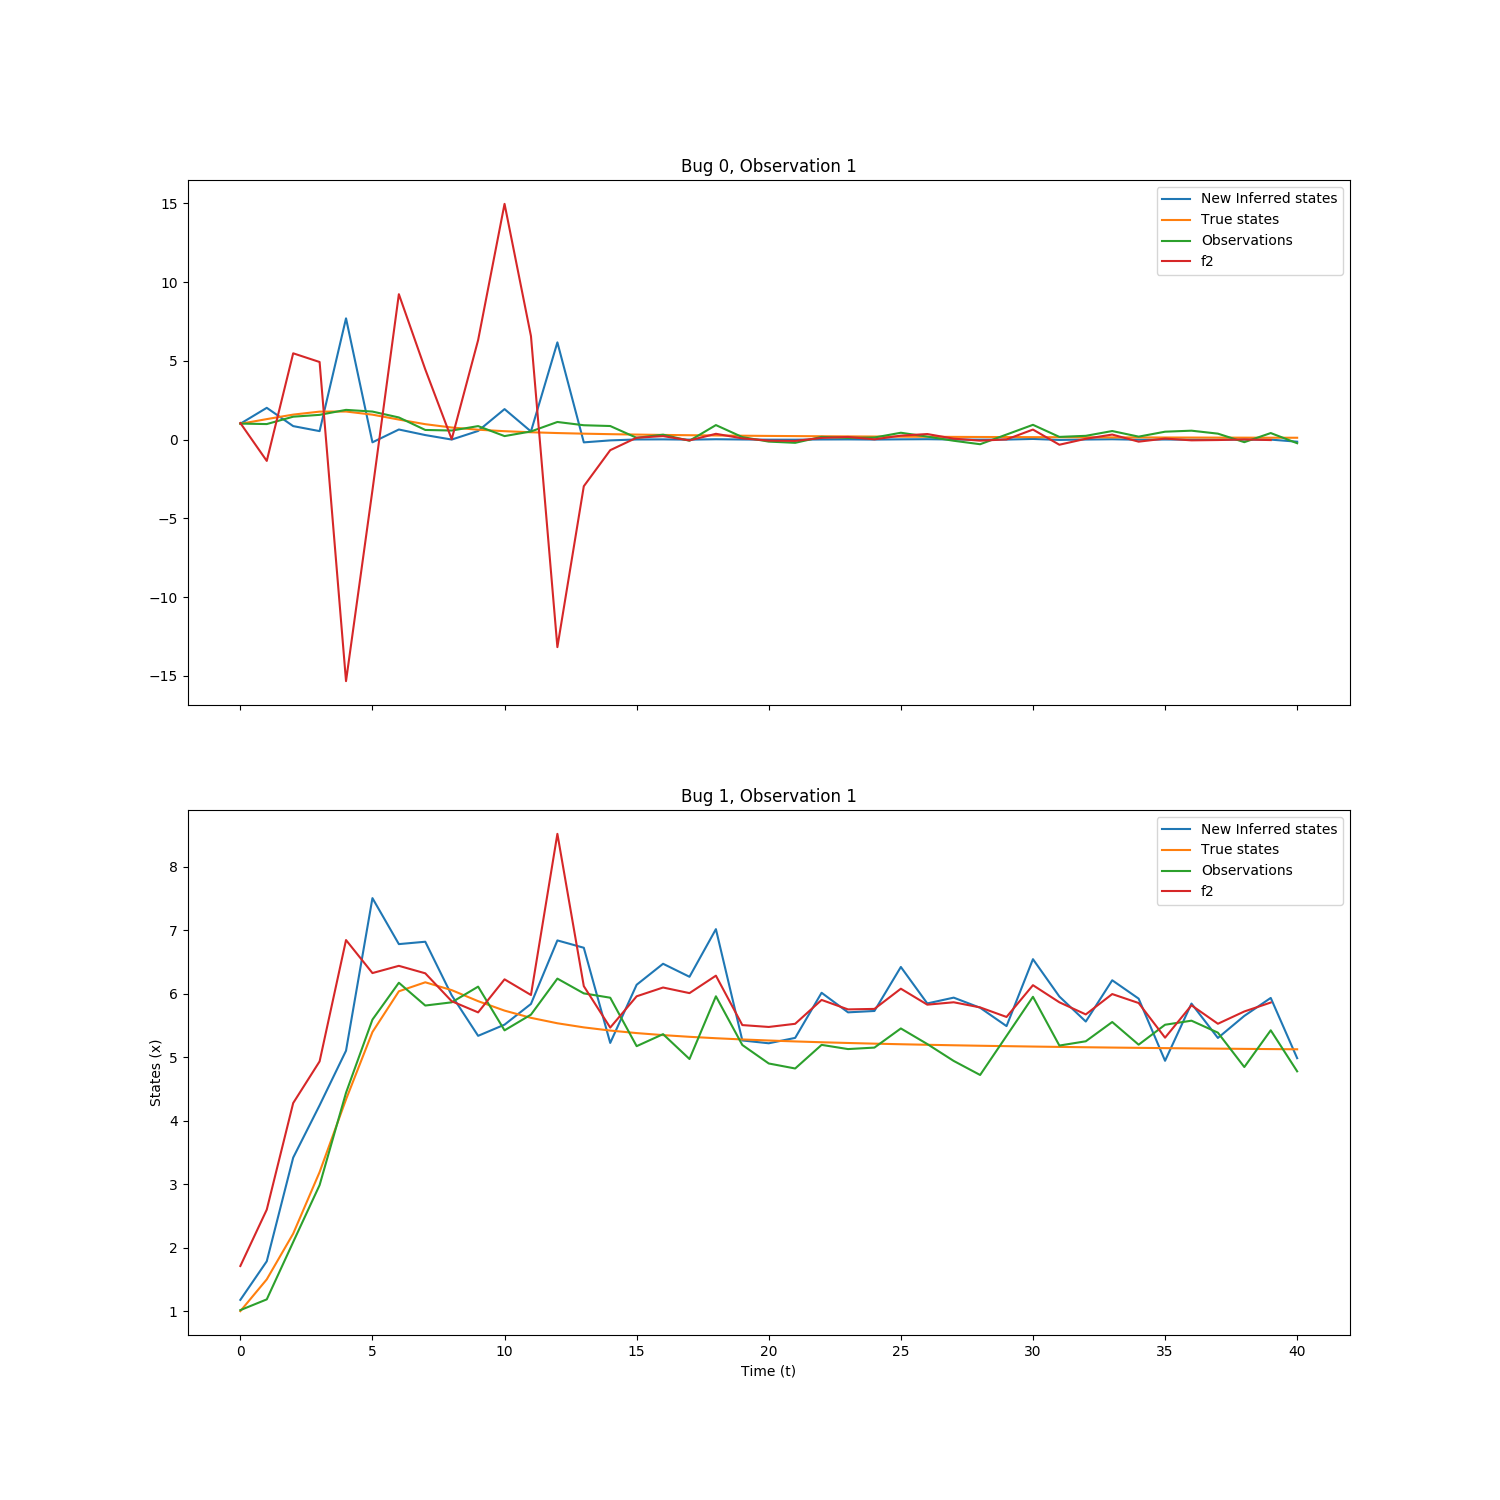 Bug 0, Observation 1
New Inferred states
True states
Observations
f2
15
10
5
0
−5
−10
−15
Bug 1, Observation 1
New Inferred states
True states
Observations
f2
8
7
6
5
4
3
2
1
States (x)
0 5 10 15 20 25 30 35 40
Time (t)